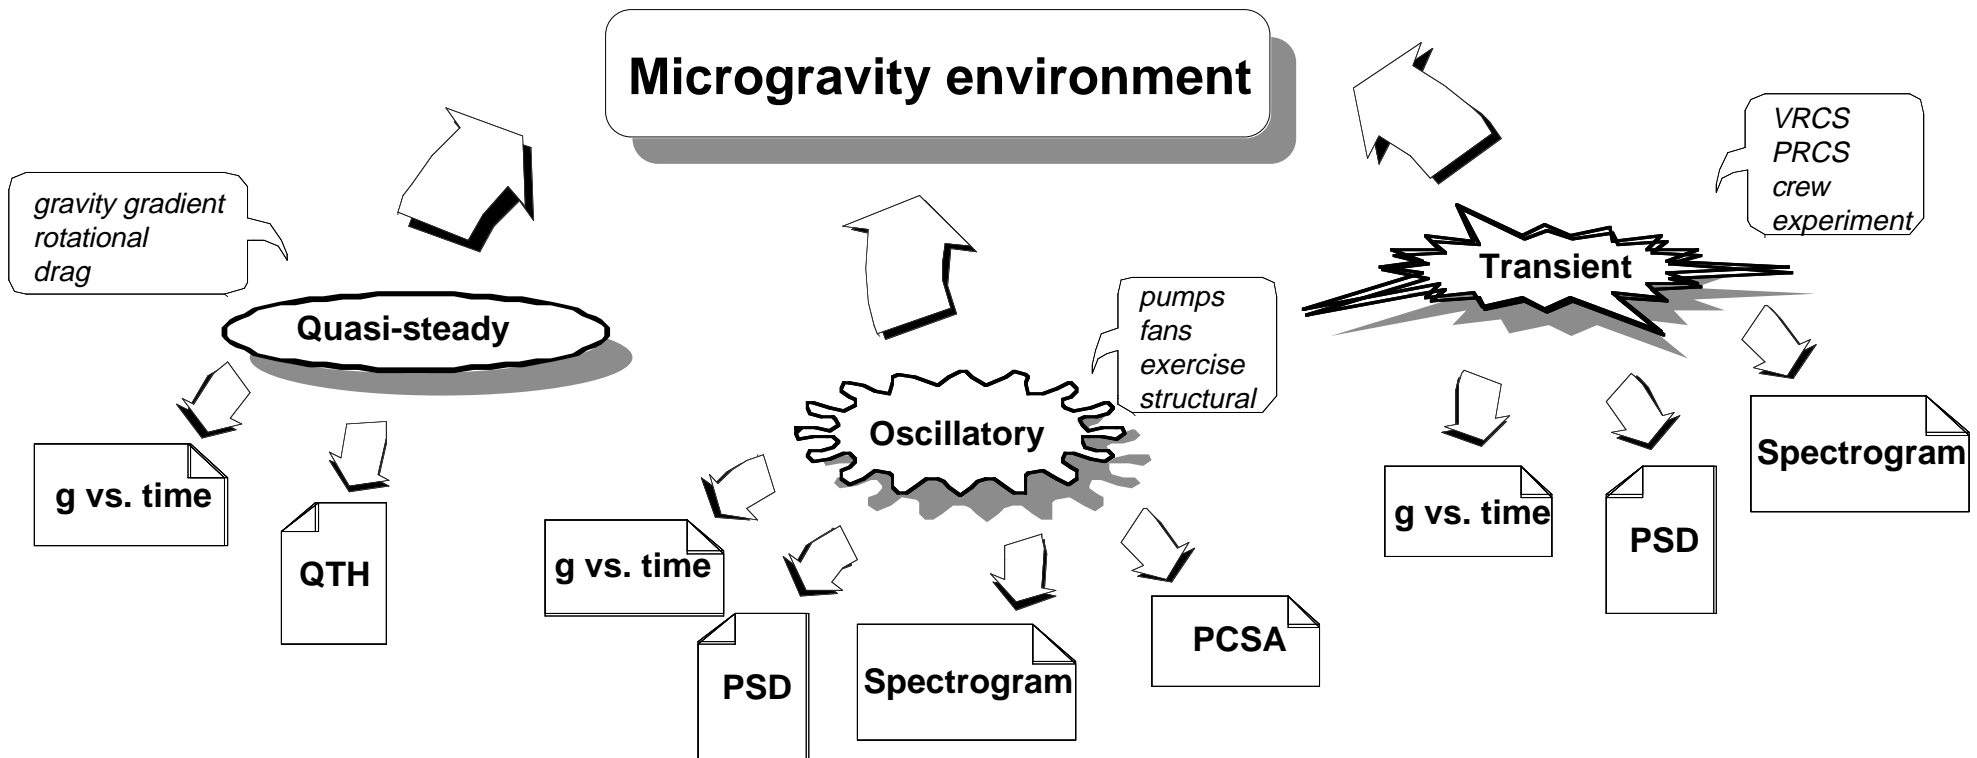 Microgravity environment
gravity gradient
rotational
drag
Quasi-steady
g vs. time
QTH
pumps
fans
exercise
structural
Oscillatory
g vs. time
PSD
Spectrogram
PCSA
VRCS
PRCS
crew
experiment
Transient
g vs. time
PSD
Spectrogram